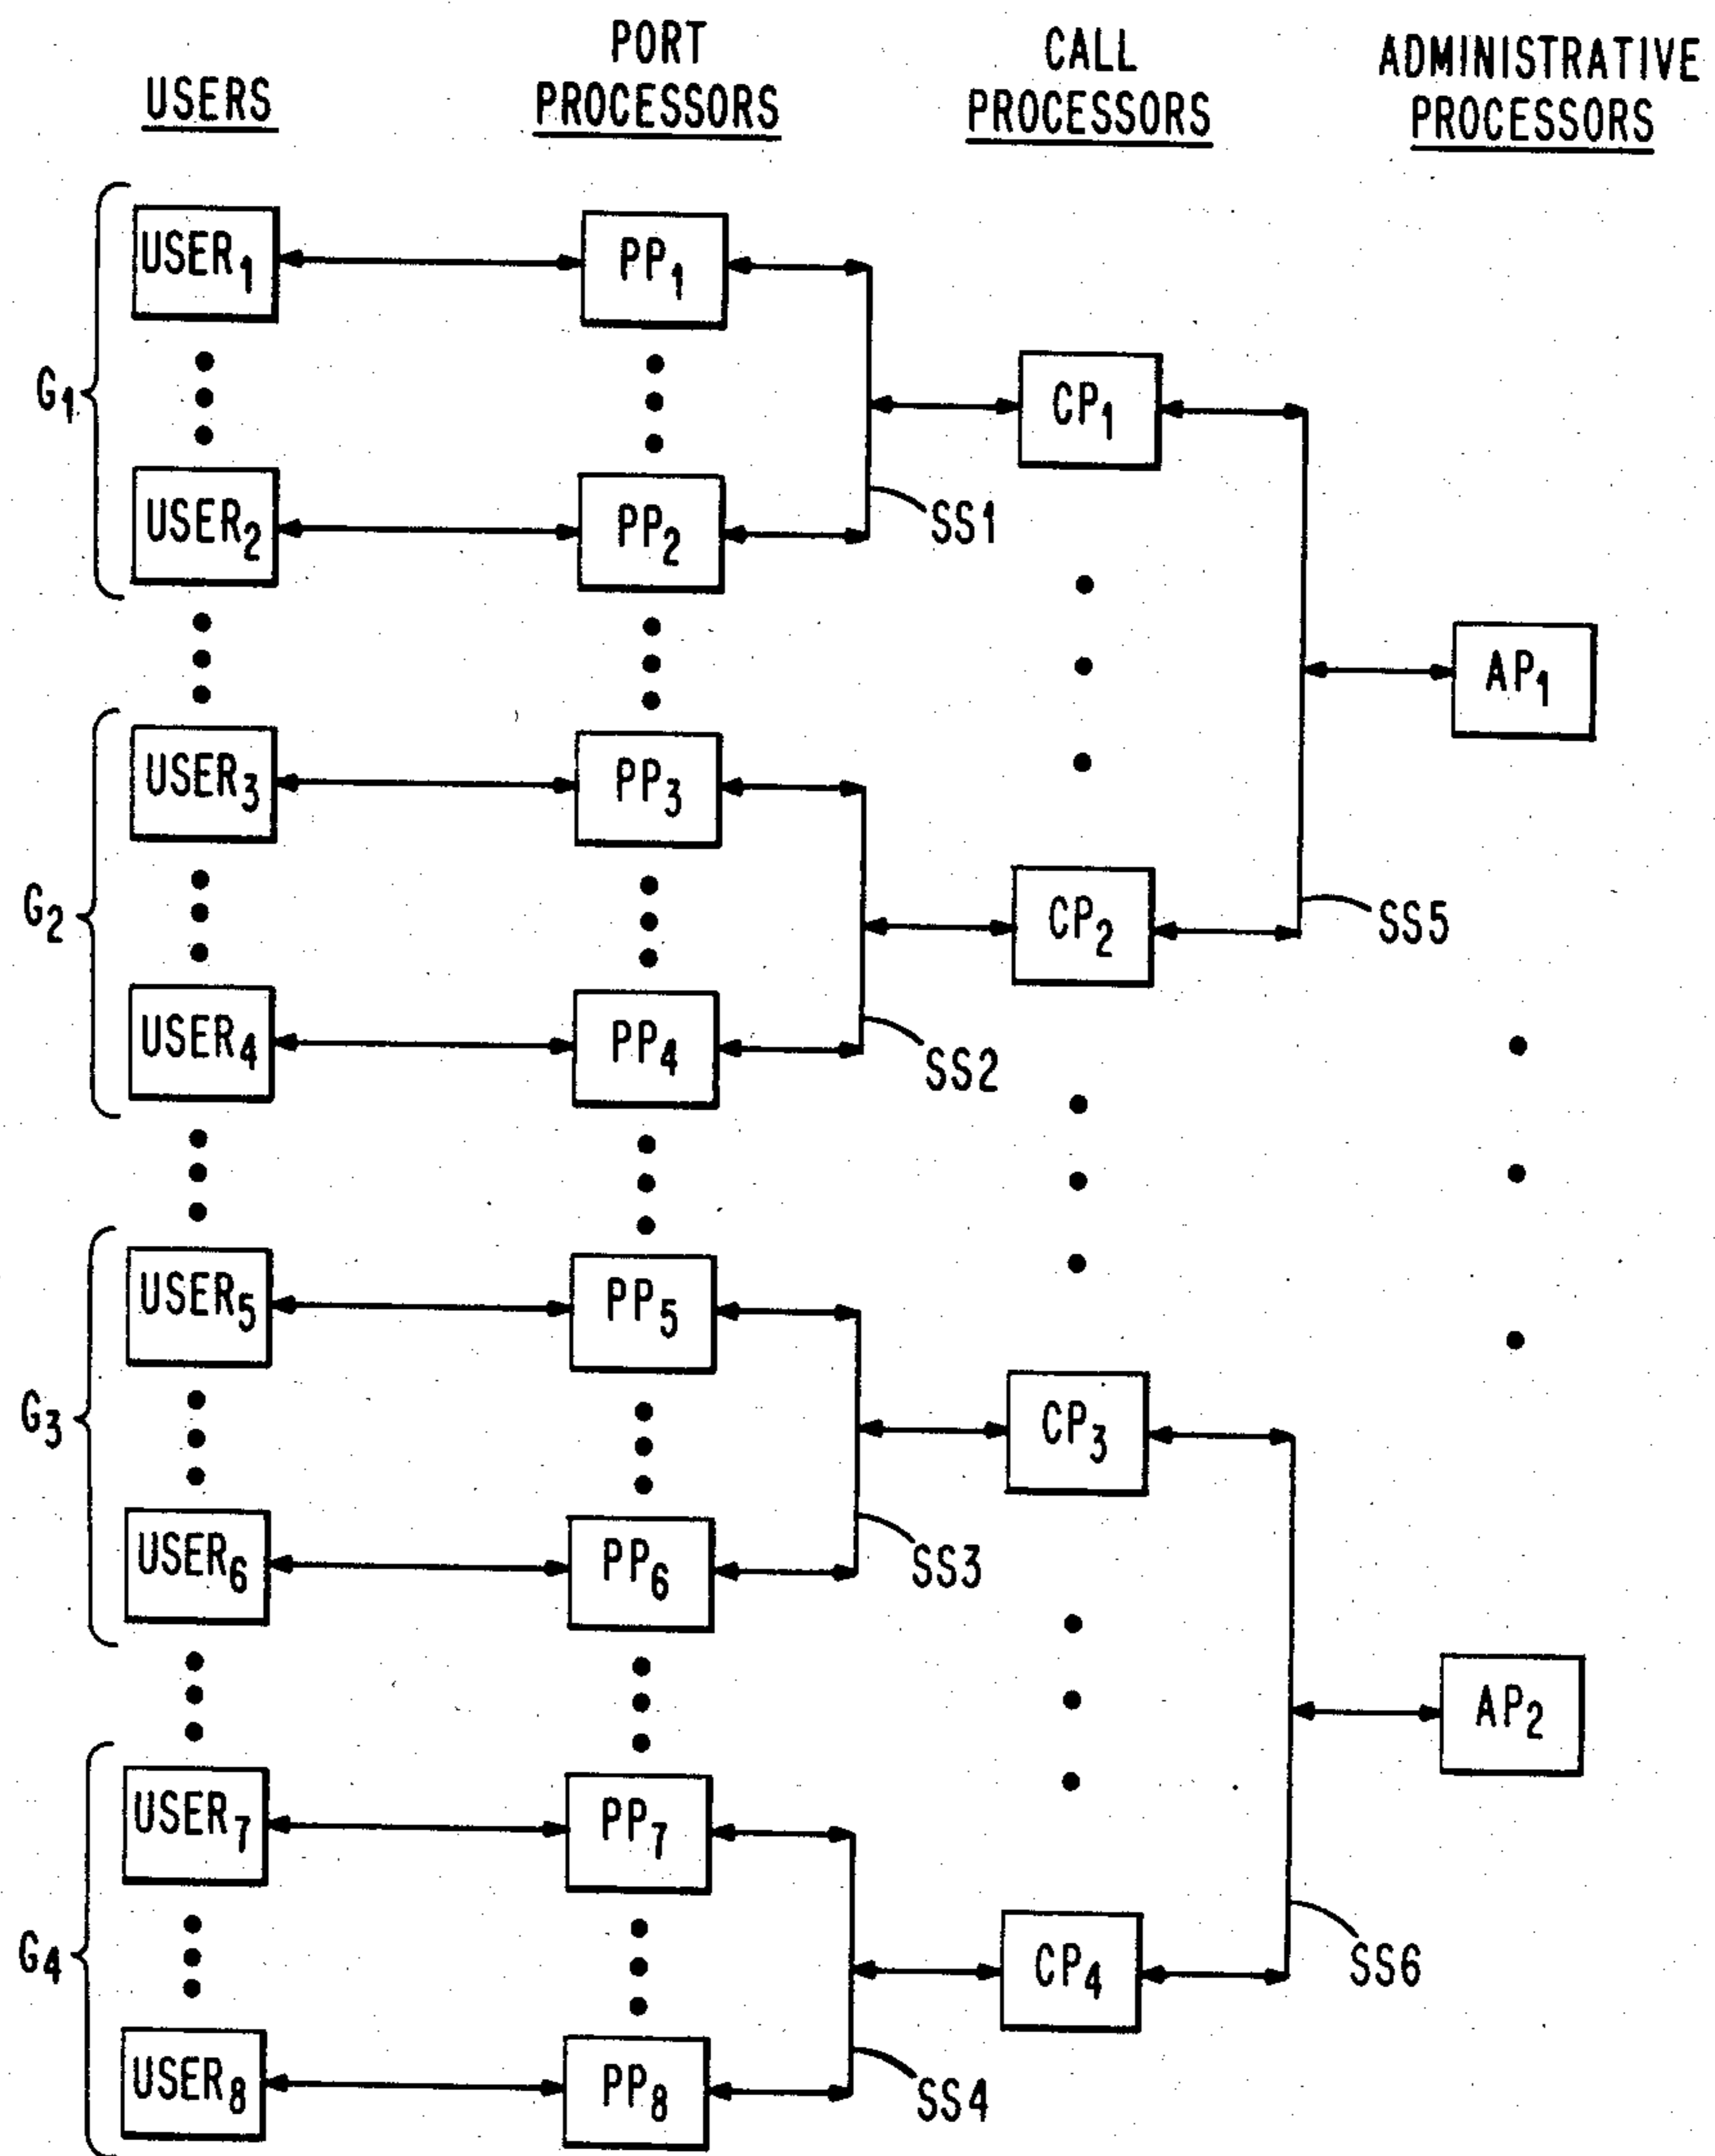 USERS
PORT
PROCESSORS
CALL
PROCESSORS
ADMINISTRATIVE
PROCESSORS
G1
USER1
PP1
CP1
USER2
PP2
SS1
AP1
G2
USER3
PP3
CP2
SS5
USER4
PP4
SS2
G3
USER5
PP5
CP3
USER6
PP6
SS3
AP2
G4
USER7
PP7
CP4
SS6
USER8
PP8
SS4